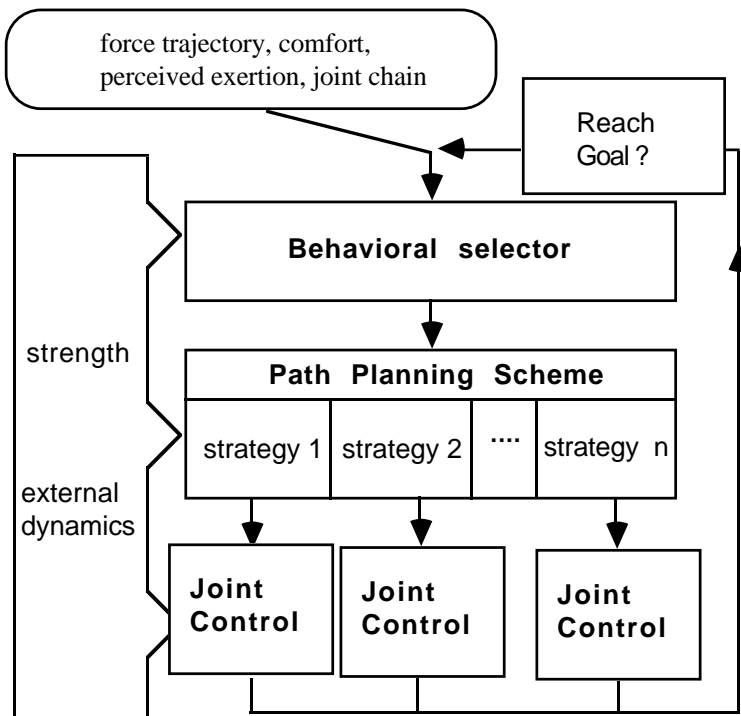 force trajectory, comfort,
perceived exertion, joint chain
Reach
Goal ?
Behavioral selector
strength
Path Planning Scheme
strategy 1 strategy 2 .... strategy n
external
dynamics
Joint
Control
Joint
Control
Joint
Control